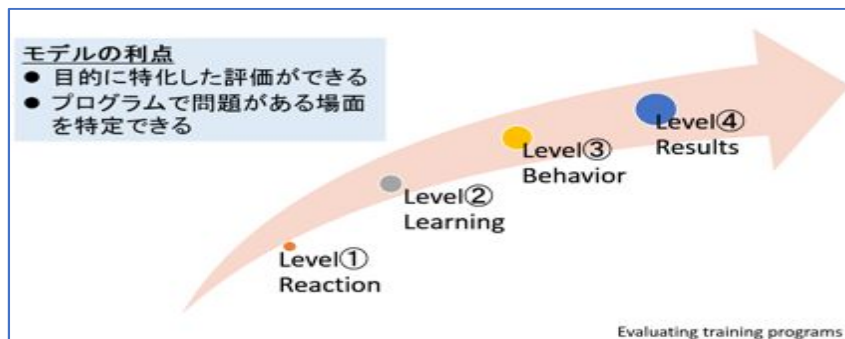 モデルの利点
● 目的に特化した評価ができる
● プログラムで問題がある場面
を特定できる
Level①
Reaction
Level②
Learning
Level③
Behavior
Level④
Results
Evaluating training programs